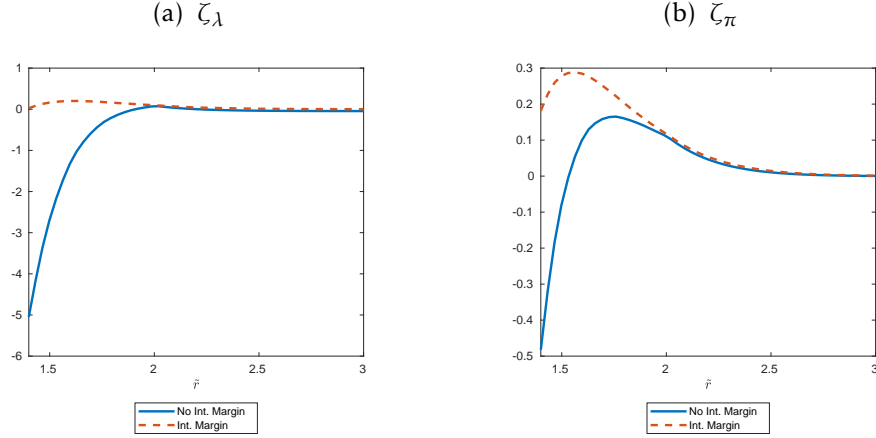 (a) ζλ
1
0
-1
-2
-3
-4
-5
-6
1.5 2 2.5 3
r̃
No Int. Margin
Int. Margin
(b) ζπ
0.3
0.2
0.1
0
-0.1
-0.2
-0.3
-0.4
-0.5
1.5 2 2.5 3
r̃
No Int. Margin
Int. Margin